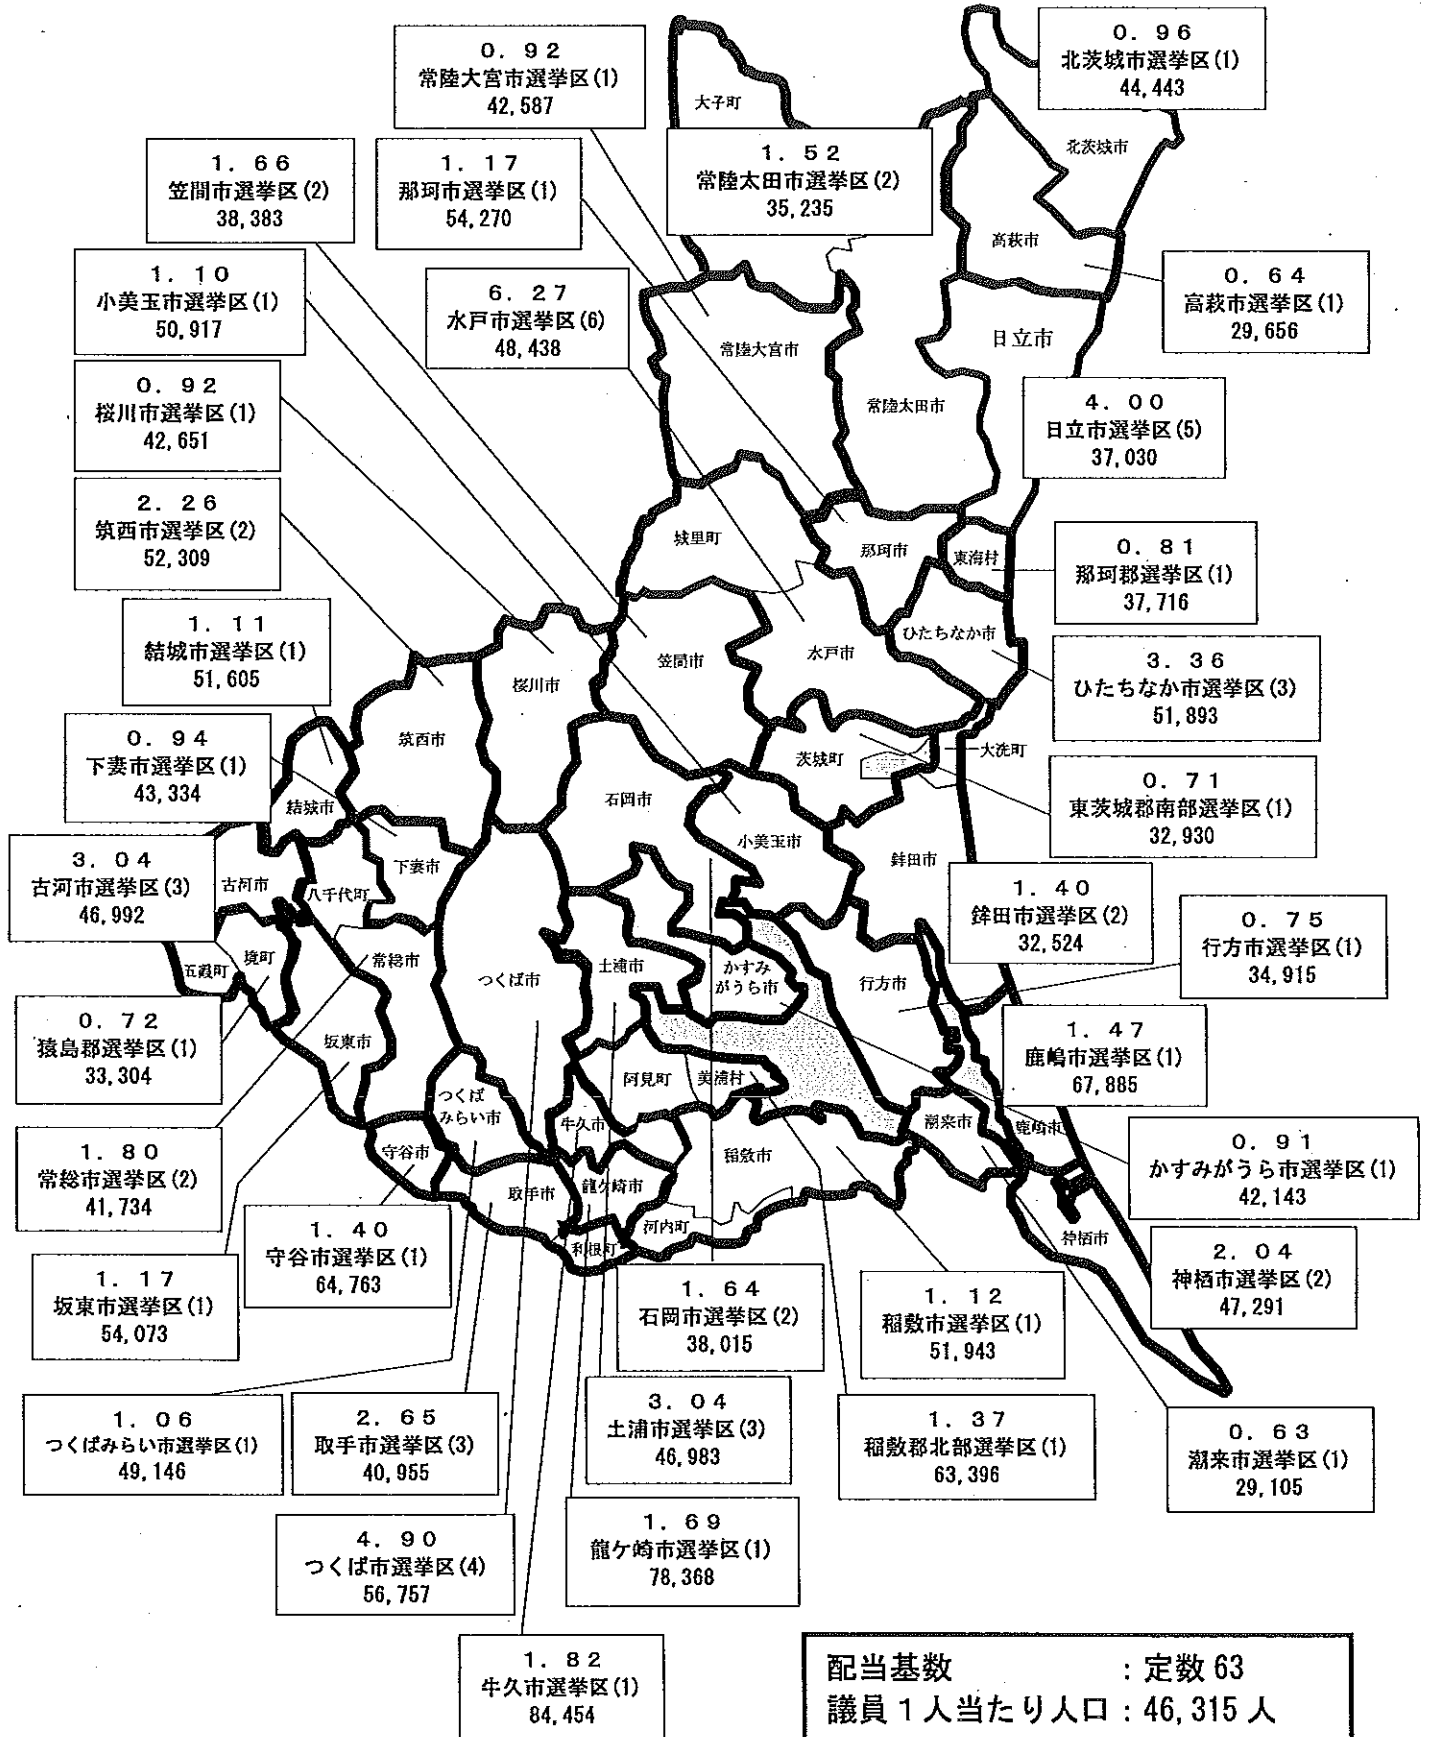 0.92
常陸大宮市選挙区(1)
42,587
0.96
北茨城市選挙区(1)
44,443
大子町
1.66
笠間市選挙区(2)
38,383
1.17
那珂市選挙区(1)
54,270
1.52
常陸太田市選挙区(2)
35,235
北茨城市
高萩市
1.10
小美玉市選挙区(1)
50,917
6.27
水戸市選挙区(6)
48,438
0.64
高萩市選挙区(1)
29,656
日立市
常陸大宮市
0.92
桜川市選挙区(1)
42,651
常陸太田市
4.00
日立市選挙区(5)
37,030
2.26
筑西市選挙区(2)
52,309
城里町
那珂市
東海村
0.81
那珂郡選挙区(1)
37,716
1.11
結城市選挙区(1)
51,605
ひたちなか市
水戸市
笠間市
桜川市
3.36
ひたちなか市選挙区(3)
51,893
0.94
下妻市選挙区(1)
43,334
筑西市
茨城町
大洗町
0.71
東茨城郡南部選挙区(1)
32,930
結城市
石岡市
小美玉市
鉾田市
3.04
古河市選挙区(3)
46,992
古河市
八千代町
下妻市
1.40
鉾田市選挙区(2)
32,524
0.75
行方市選挙区(1)
34,915
五霞町
境町
常総市
つくば市
土浦市
かすみ
がうら市
行方市
0.72
猿島郡選挙区(1)
33,304
坂東市
1.47
鹿嶋市選挙区(1)
67,885
つくば
みらい市
阿見町
美浦村
牛久市
潮来市
鹿嶋市
守谷市
稲敷市
0.91
かすみがうら市選挙区(1)
42,143
1.80
常総市選挙区(2)
41,734
取手市
龍ケ崎市
河内町
利根町
神栖市
1.40
守谷市選挙区(1)
64,763
2.04
神栖市選挙区(2)
47,291
1.17
坂東市選挙区(1)
54,073
1.64
石岡市選挙区(2)
38,015
1.12
稲敷市選挙区(1)
51,943
1.06
つくばみらい市選挙区(1)
49,146
2.65
取手市選挙区(3)
40,955
3.04
土浦市選挙区(3)
46,983
1.37
稲敷郡北部選挙区(1)
63,396
0.63
潮来市選挙区(1)
29,105
4.90
つくば市選挙区(4)
56,757
1.69
龍ケ崎市選挙区(1)
78,368
1.82
牛久市選挙区(1)
84,454
配当基数 : 定数 63
議員1人当たり人口 : 46,315 人